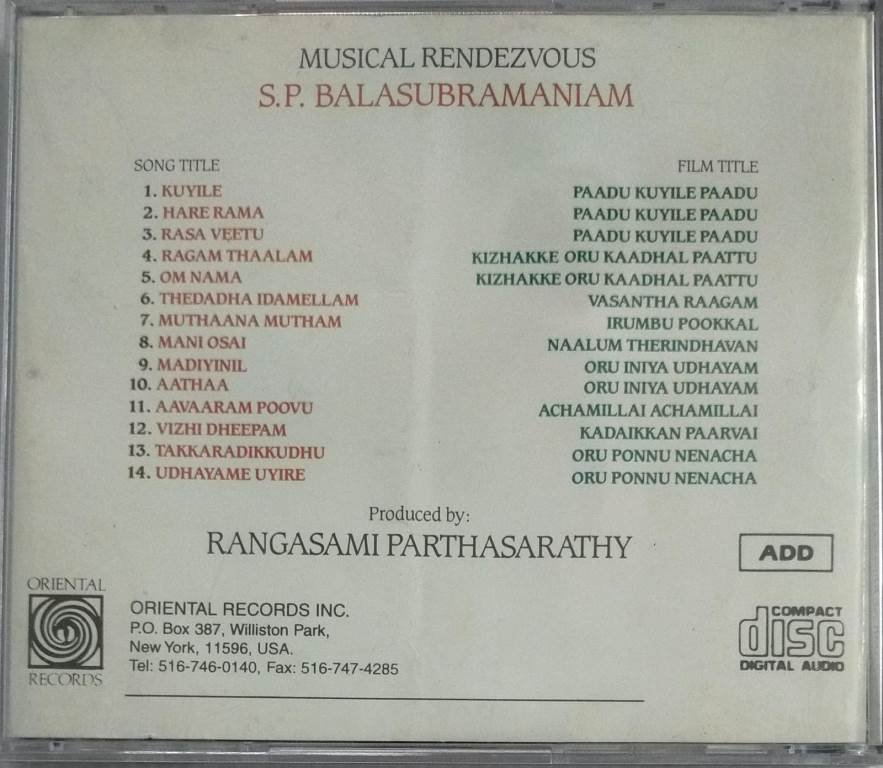 MUSICAL RENDEZVOUS
S.P. BALASUBRAMANIAM
SONG TITLE FILM TITLE
1. KUYILE PAADU KUYILE PAADU
2. HARE RAMA PAADU KUYILE PAADU
3. RASA VEETU PAADU KUYILE PAADU
4. RAGAM THAALAM KIZHAKKE ORU KAADHAL PAATTU
5. OM NAMA KIZHAKKE ORU KAADHAL PAATTU
6. THEDADHA IDAMELLAM VASANTHA RAAGAM
7. MUTHAANA MUTHAM IRUMBU POOKKAL
8. MANI OSAI NAALUM THERINDHAVAN
9. MADIYINIL ORU INIYA UDHAYAM
10. AATHAA ORU INIYA UDHAYAM
11. AAVAARAM POOVU ACHAMILLAI ACHAMILLAI
12. VIZHI DHEEPAM KADAIKKAN PAARVAI
13. TAKKARADIKKUDHU ORU PONNU NENACHA
14. UDHAYAME UYIRE ORU PONNU NENACHA
Produced by:
RANGASAMI PARTHASARATHY
ADD
ORIENTAL
RECORDS
ORIENTAL RECORDS INC.
P.O. Box 387, Williston Park,
New York, 11596, USA.
Tel: 516-746-0140, Fax: 516-747-4285
COMPACT
disc
DIGITAL AUDIO